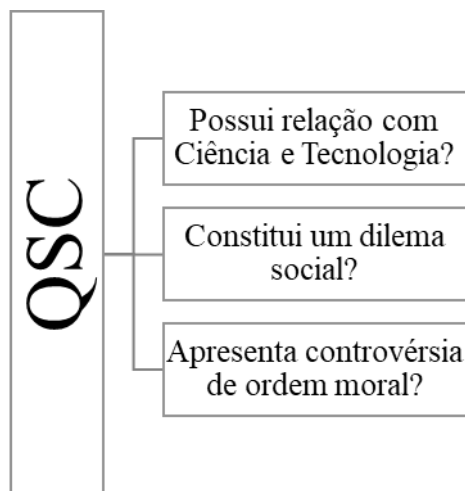 QSC
Possui relação com
Ciência e Tecnologia?
Constitui um dilema
social?
Apresenta controvérsia
de ordem moral?